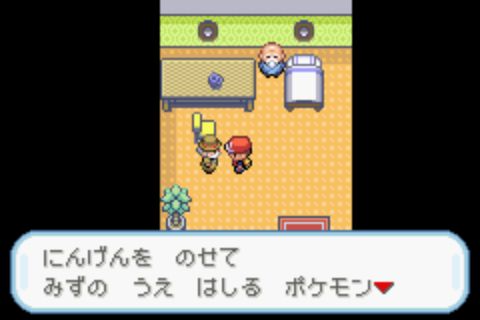 にんげんを　のせて
みずの　うえ　はしる　ポケモン